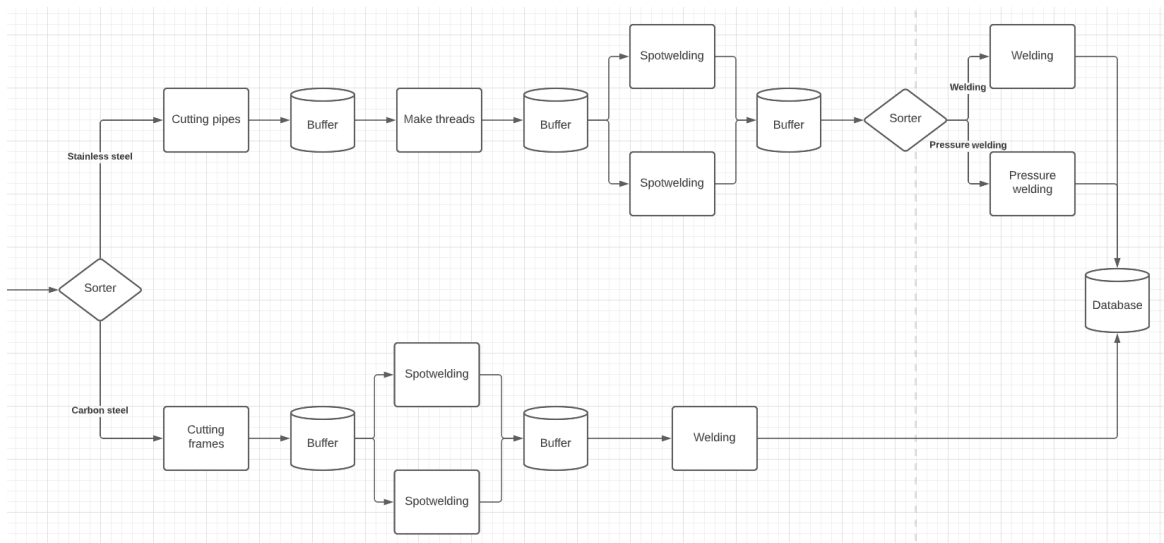 Spotwelding
Welding
Welding
Cutting pipes
Buffer
Make threads
Buffer
Buffer
Sorter
Stainless steel
Pressure welding
Spotwelding
Pressure
welding
Sorter
Database
Spotwelding
Carbon steel
Cutting
frames
Buffer
Buffer
Welding
Spotwelding